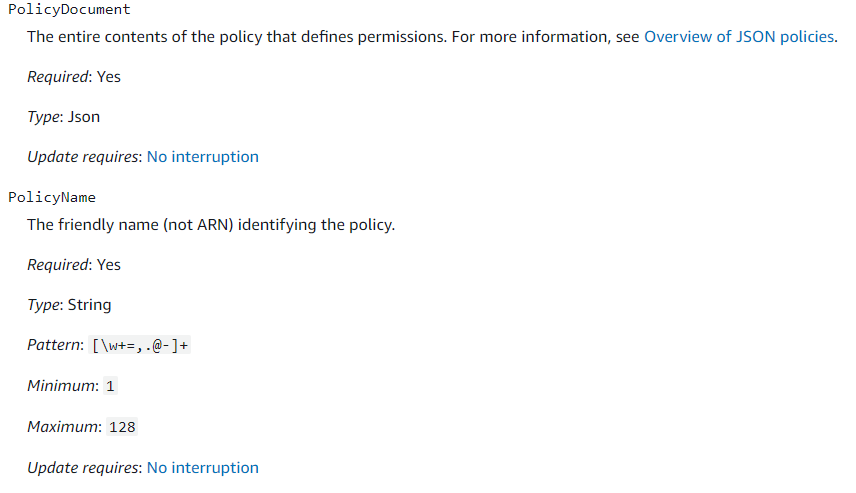 PolicyDocument
The entire contents of the policy that defines permissions. For more information, see Overview of JSON policies.
Required: Yes
Type: Json
Update requires: No interruption
PolicyName
The friendly name (not ARN) identifying the policy.
Required: Yes
Type: String
Pattern: [\w+=,.@-]+
Minimum: 1
Maximum: 128
Update requires: No interruption